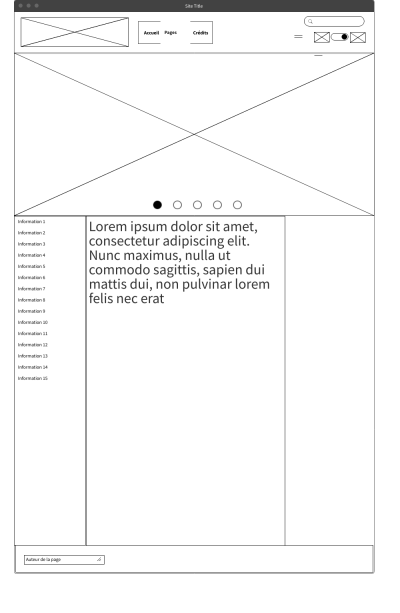 Site Title
Accueil Pages Crédits
Information 1
Information 2
Information 3
Information 4
Information 5
Information 6
Information 7
Information 8
Information 9
Information 10
Information 11
Information 12
Information 13
Information 14
Information 15
Lorem ipsum dolor sit amet,
consectetur adipiscing elit.
Nunc maximus, nulla ut
commodo sagittis, sapien dui
mattis dui, non pulvinar lorem
felis nec erat
Auteur de la page